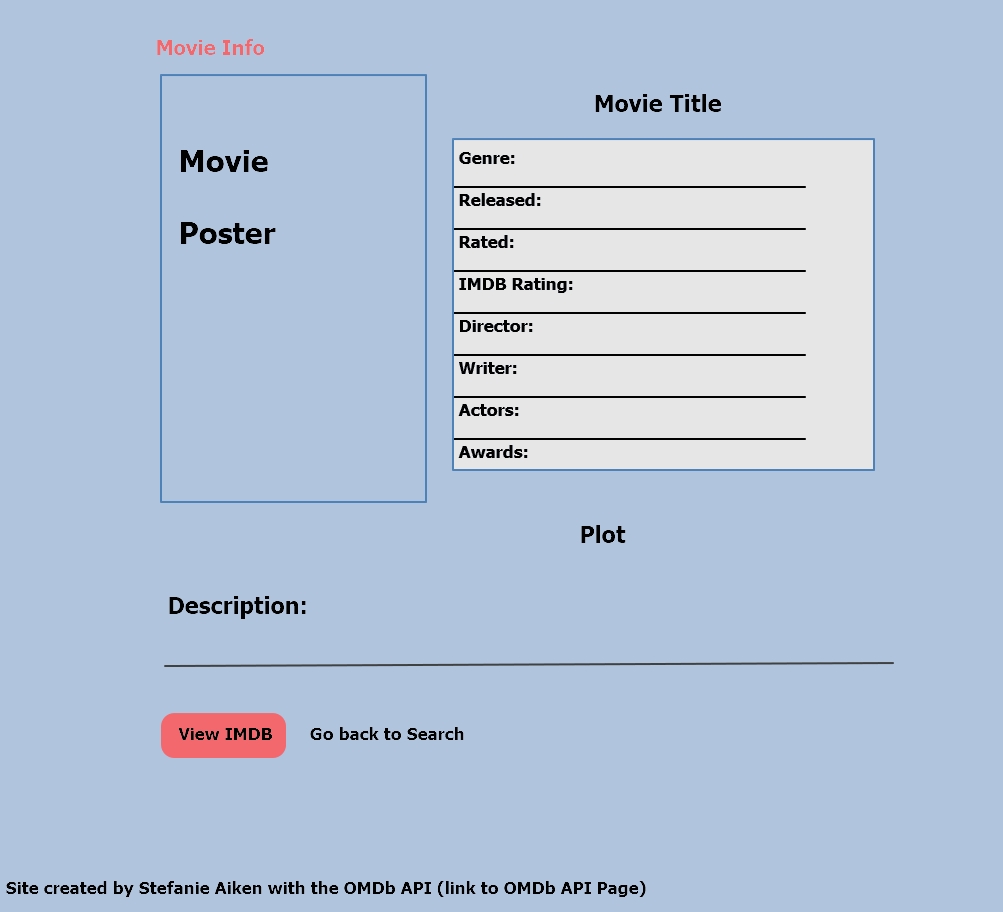 Movie Info
Movie
Poster
Movie Title
Genre:
Released:
Rated:
IMDB Rating:
Director:
Writer:
Actors:
Awards:
Plot
Description:
View IMDB
Go back to Search
Site created by Stefanie Aiken with the OMDb API (link to OMDb API Page)